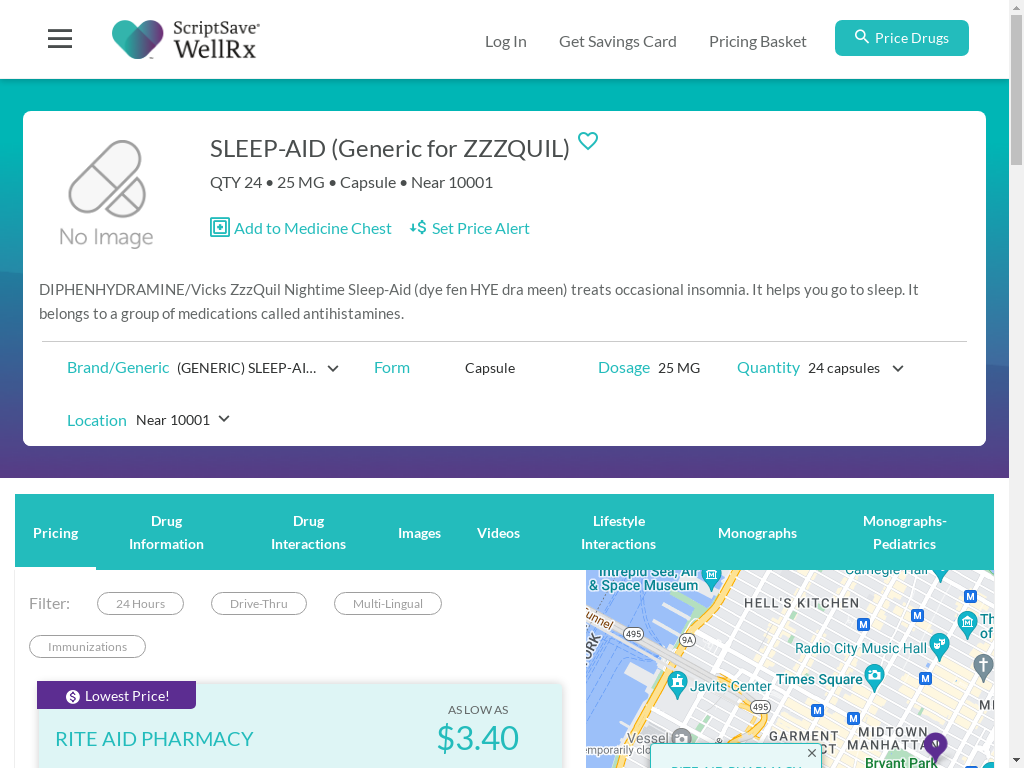 ScriptSave®
WellRx
Log In
Get Savings Card
Pricing Basket
Price Drugs
No Image
SLEEP-AID (Generic for ZZZQUIL)
QTY 24 • 25 MG • Capsule • Near 10001
Add to Medicine Chest
Set Price Alert
DIPHENHYDRAMINE/Vicks ZzzQuil Nightime Sleep-Aid (dye fen HYE dra meen) treats occasional insomnia. It helps you go to sleep. It
belongs to a group of medications called antihistamines.
Brand/Generic (GENERIC) SLEEP-AI...
Form Capsule
Dosage 25 MG
Quantity 24 capsules
Location Near 10001
Pricing
Drug
Information
Drug
Interactions
Images
Videos
Lifestyle
Interactions
Monographs
Monographs-
Pediatrics
Filter:
24 Hours
Drive-Thru
Multi-Lingual
Immunizations
Lowest Price!
RITE AID PHARMACY
AS LOW AS
$3.40
Intrepid Sea, Air
& Space Museum
Carnegie Hall
HELL'S KITCHEN
M
M
M
Th
of
495
9A
Radio City Music Hall
Times Square
Javits Center
M
495
M
M
MIDTOWN
MANHATTA
GARMENT
Vessel
emporarily clo
Bryant Park
RITE AID PHARMACY